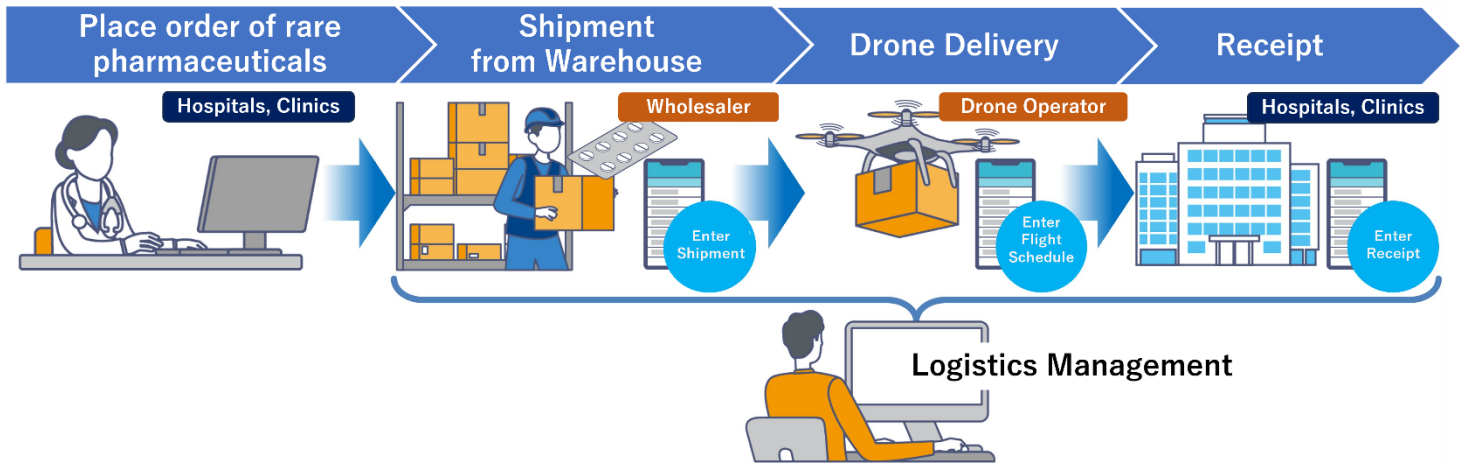 Place order of rare
pharmaceuticals
Shipment
from Warehouse
Drone Delivery
Receipt
Hospitals, Clinics
Wholesaler
Drone Operator
Hospitals, Clinics
Enter
Shipment
Enter
Flight
Schedule
Enter
Receipt
Logistics Management